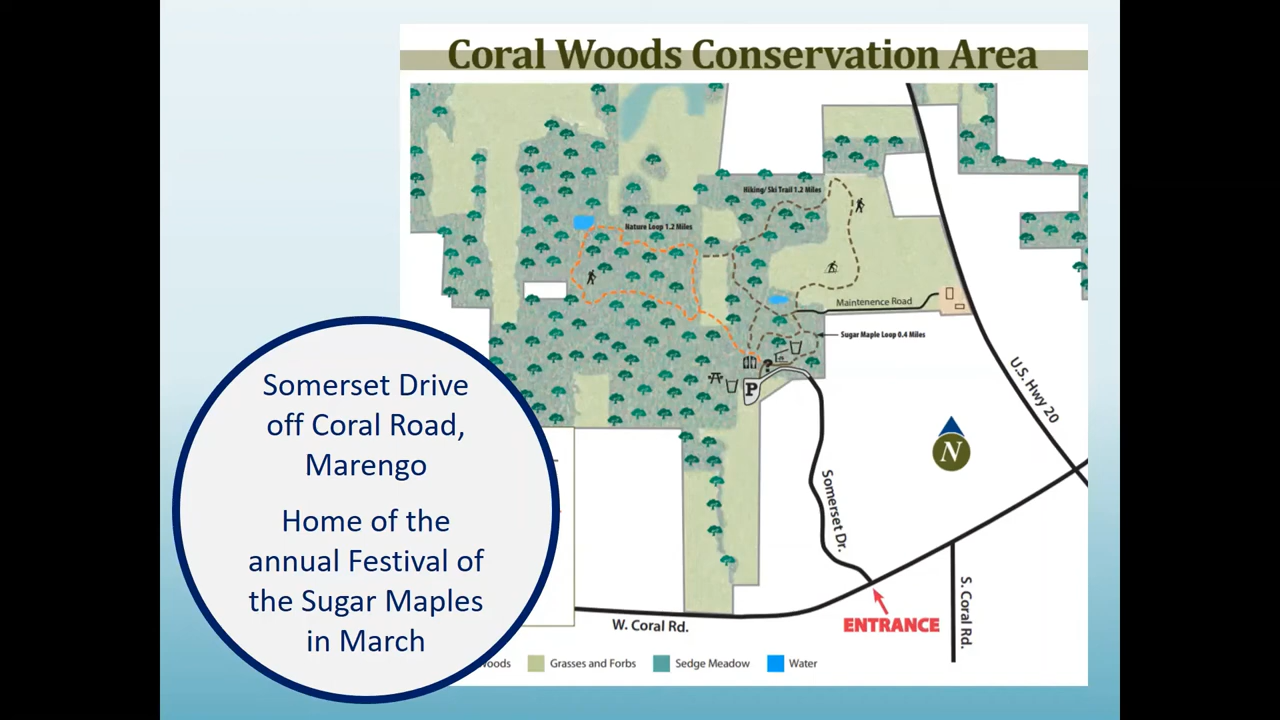 Coral Woods Conservation Area
Hiking/ Ski Trail 1.2 Miles
Nature Loop 1.2 Miles
Maintenence Road
Sugar Maple Loop 0.4 Miles
P
U.S. Hwy 20
N
Somerset Dr.
S. Coral Rd.
W. Coral Rd.
ENTRANCE
Somerset Drive
off Coral Road,
Marengo
Home of the
annual Festival of
the Sugar Maples
in March
oods
Grasses and Forbs
Sedge Meadow
Water